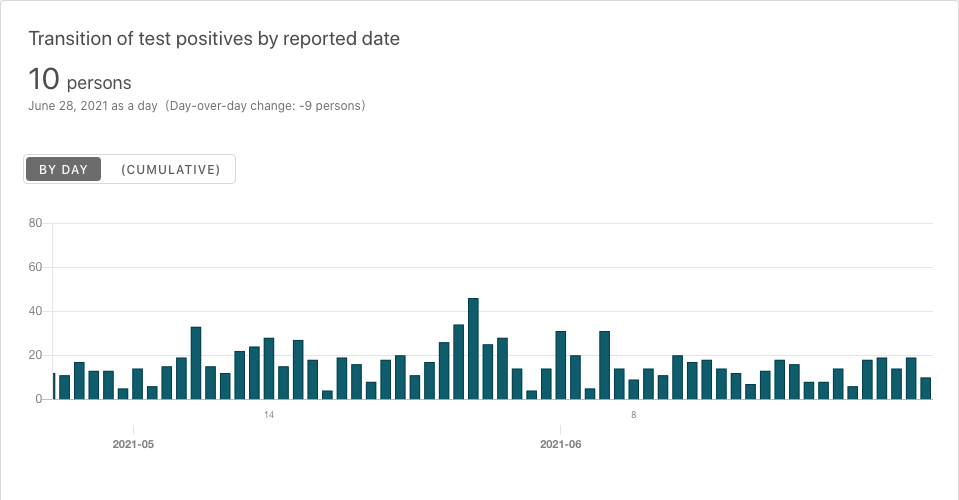 Transition of test positives by reported date
10 persons
June 28, 2021 as a day (Day-over-day change: -9 persons)
BY DAY (CUMULATIVE)
80
60
40
20
0
14 8
2021-05 2021-06